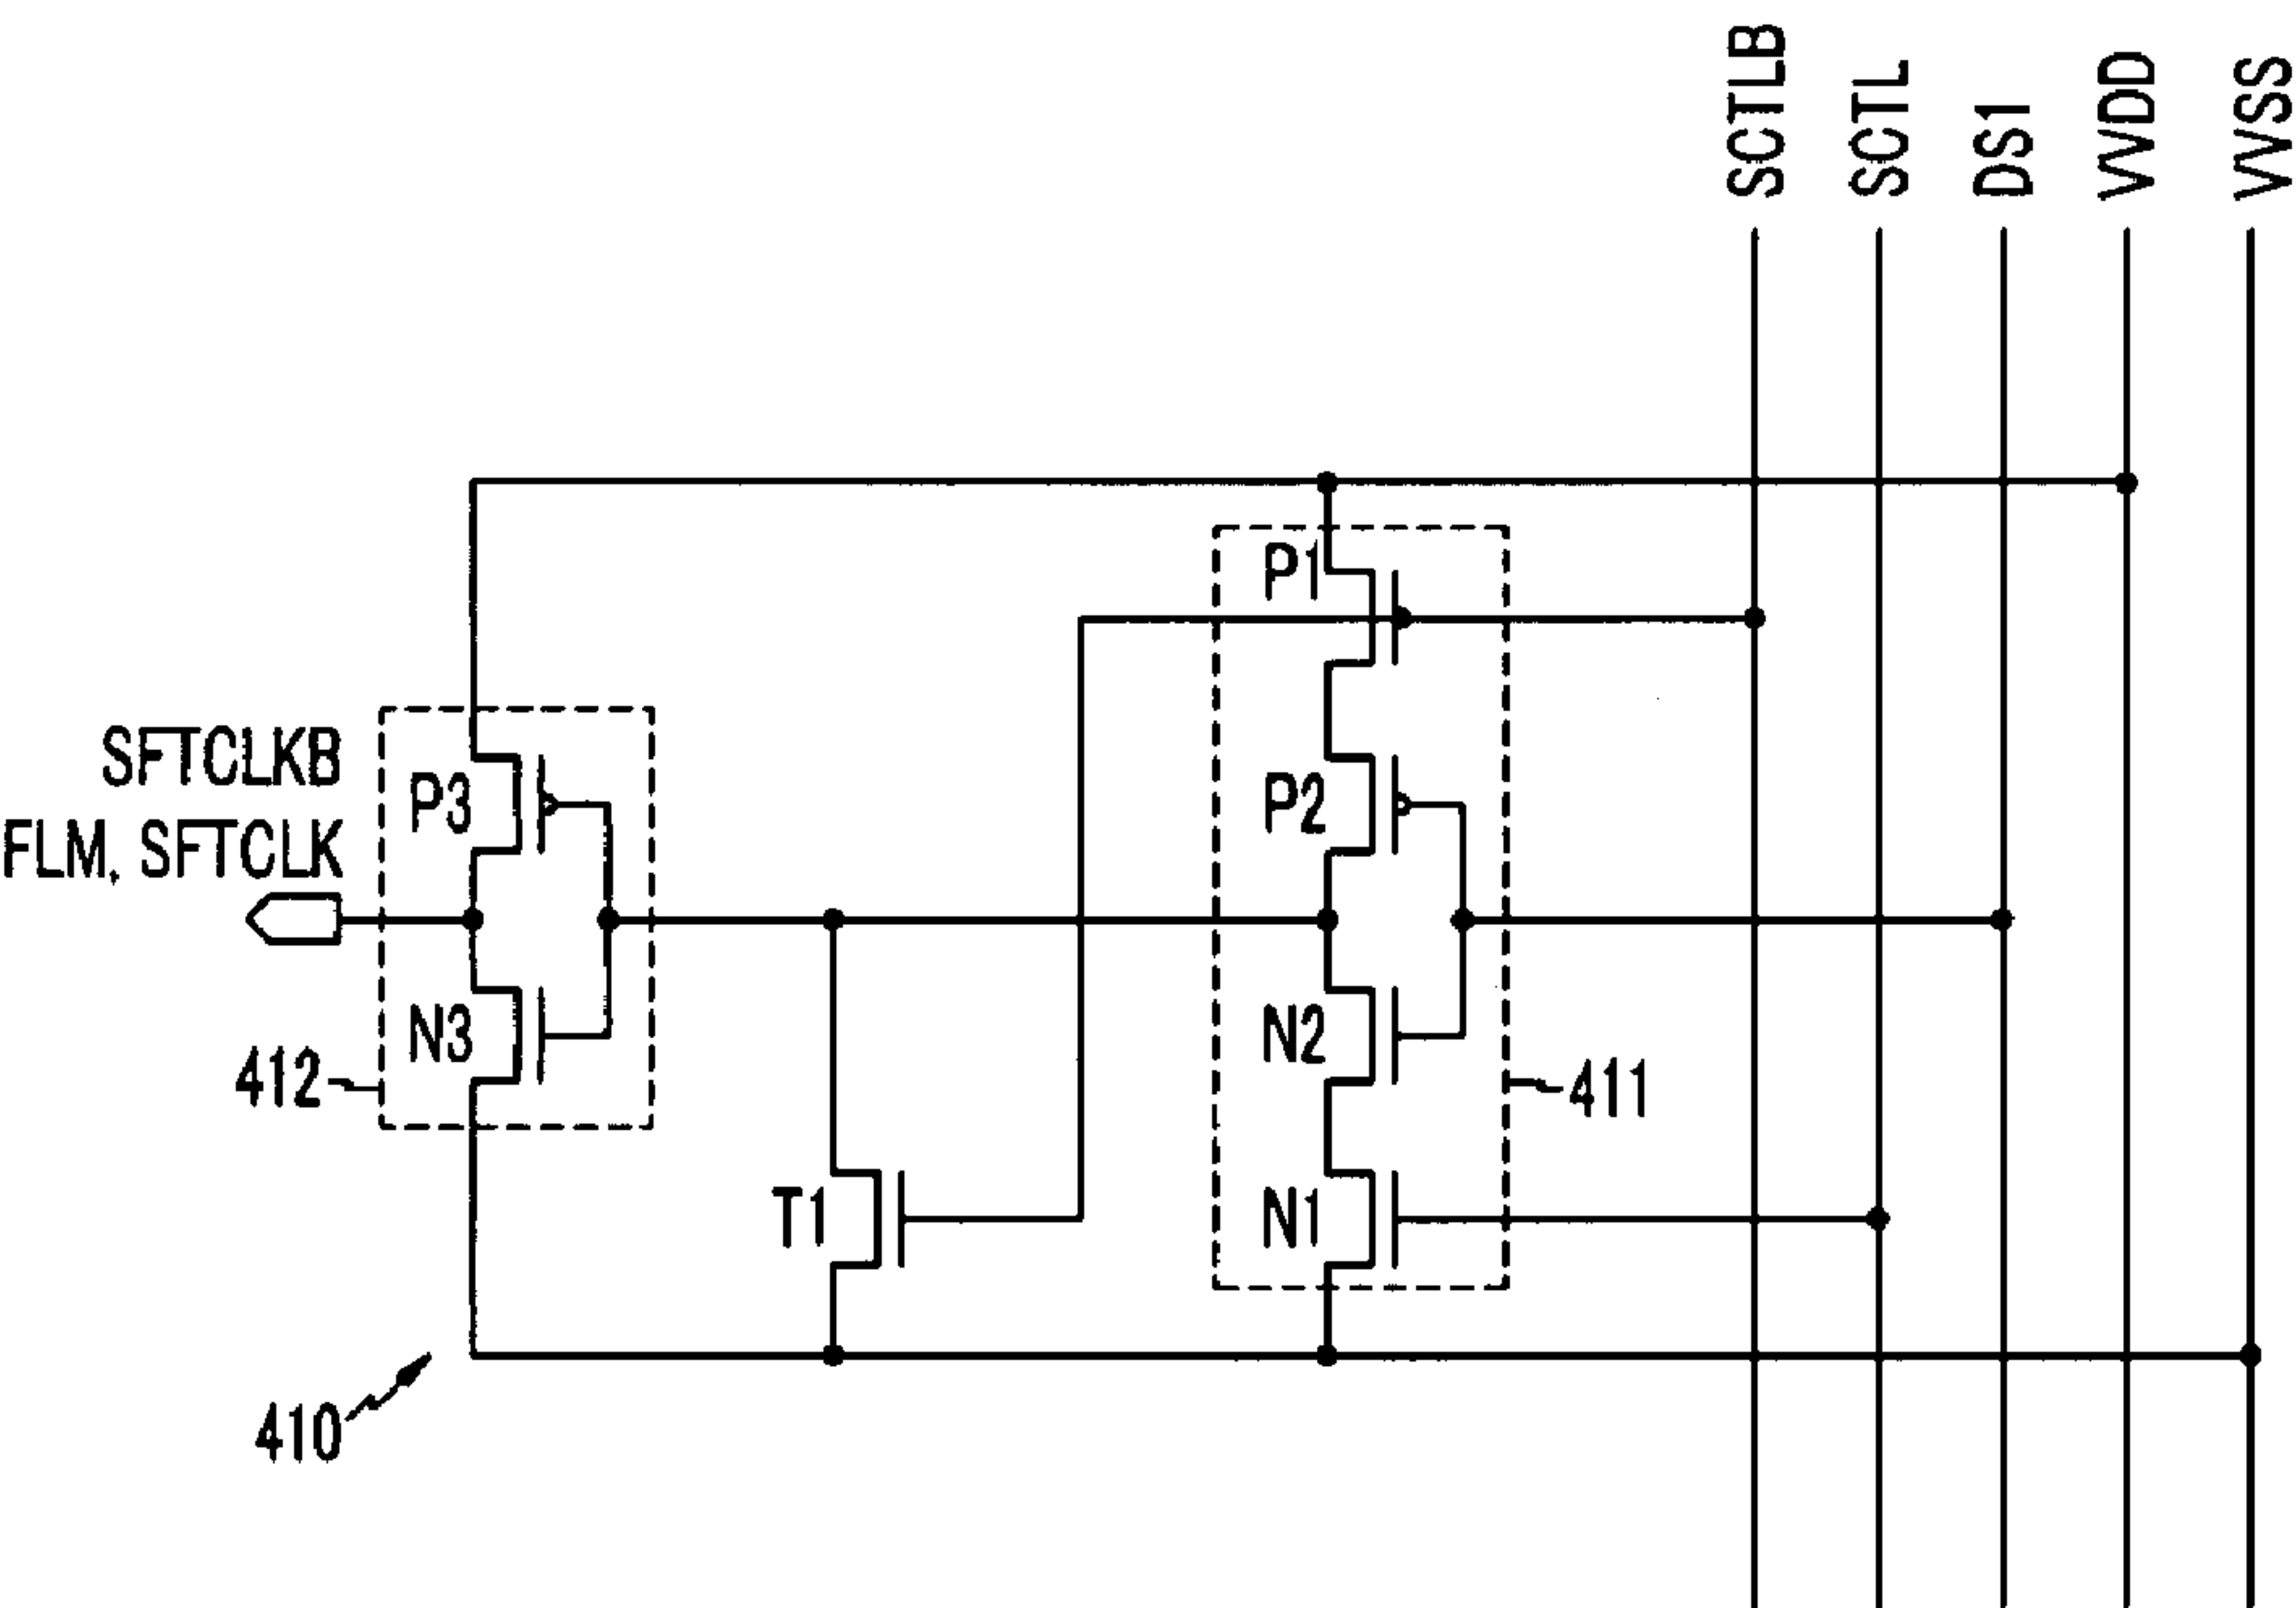 SCTLB
SCTL
DS1
VVDD
VVSS
P1
SFTCLKB
FLM, SFTCLK
P3
P2
N3
N2
412
411
T1
N1
410